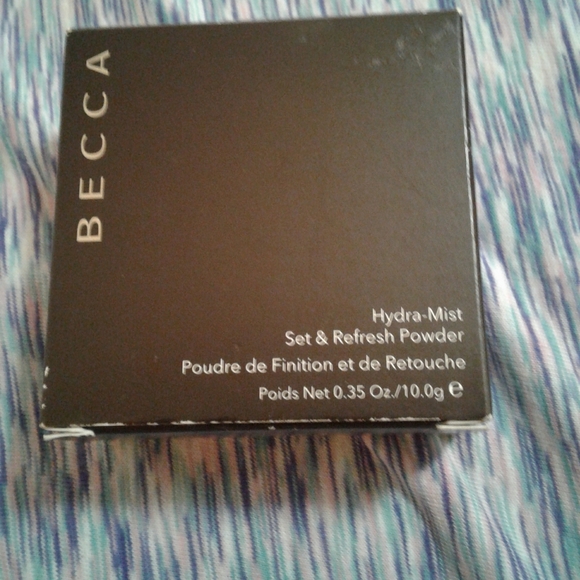 BECCA
Hydra-Mist
Set & Refresh Powder
Poudre de Finition et de Retouche
Poids Net 0.35 Oz./10.0g ℮